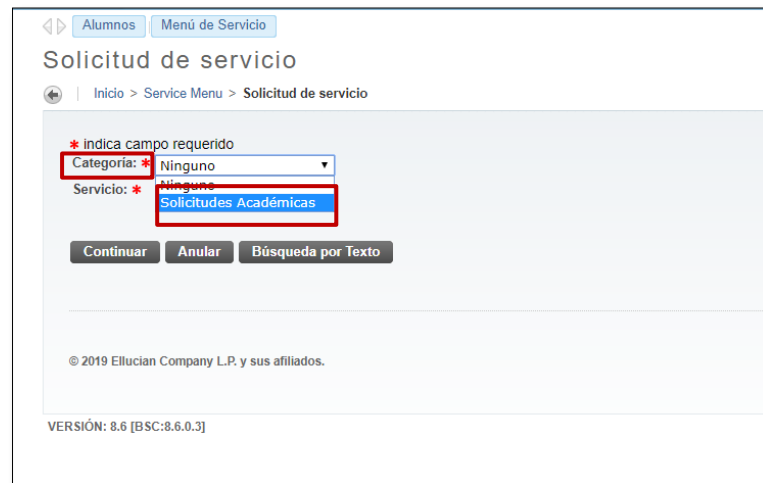 Alumnos Menú de Servicio
Solicitud de servicio
Inicio > Service Menu > Solicitud de servicio
* indica campo requerido
Categoría: * Ninguno
Ninguno
Servicio: *
Solicitudes Académicas
Continuar Anular Búsqueda por Texto
© 2019 Ellucian Company L.P. y sus afiliados.
VERSIÓN: 8.6 [BSC:8.6.0.3]